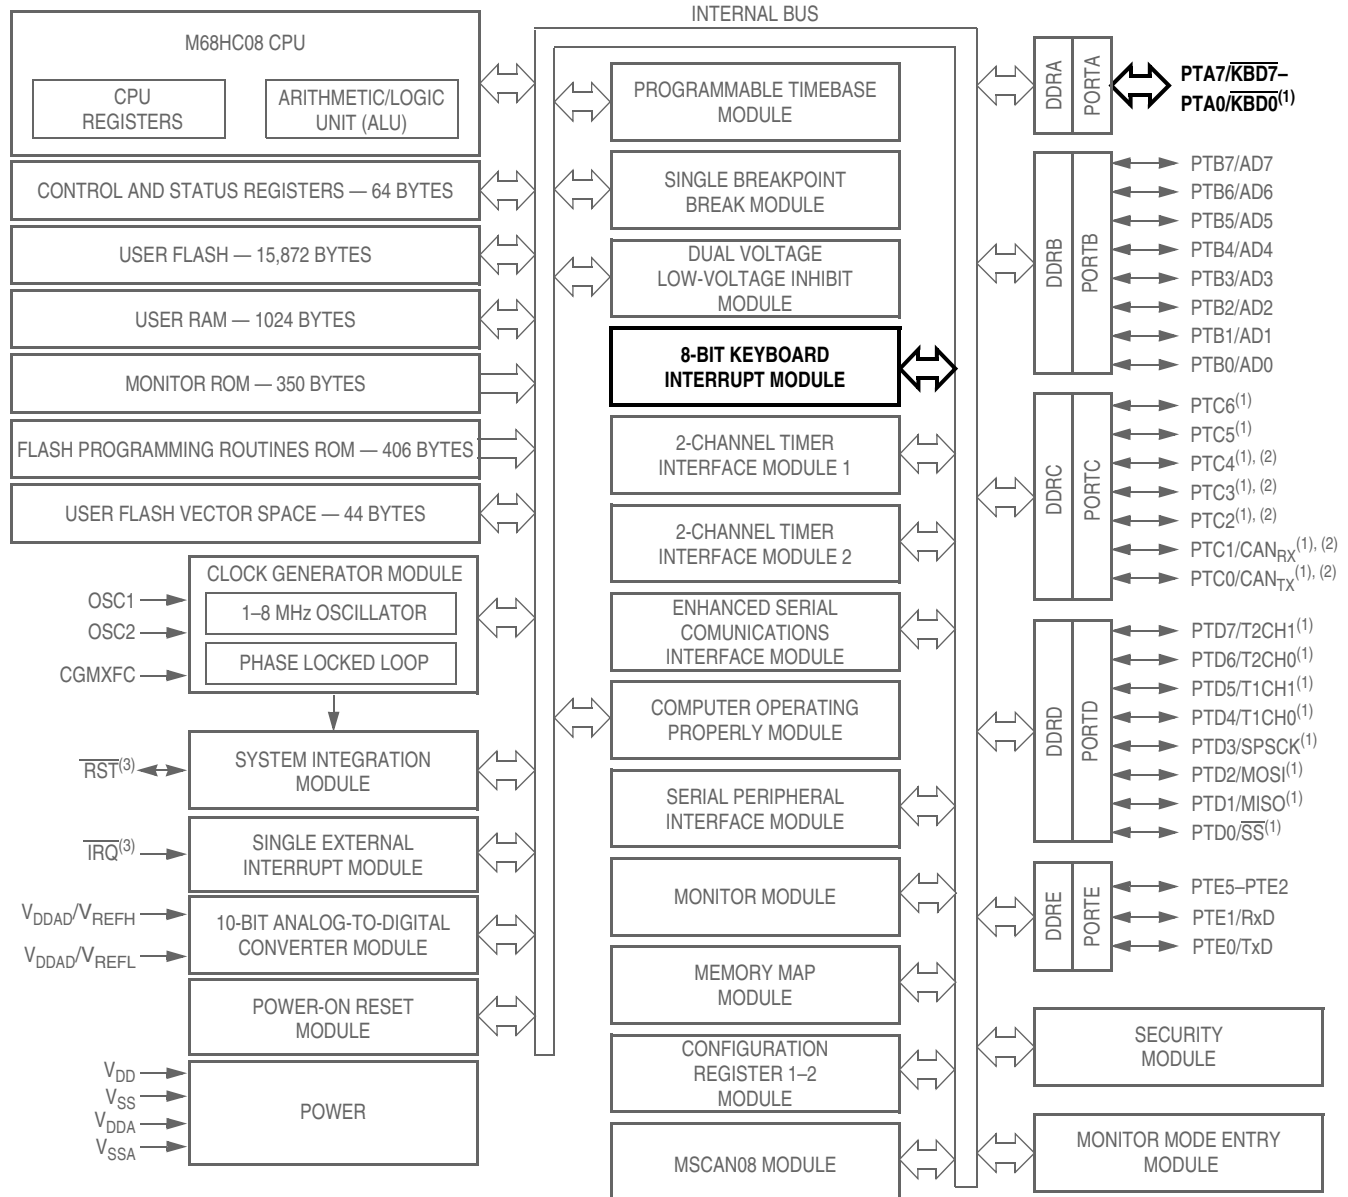 INTERNAL BUS
M68HC08 CPU
CPU
REGISTERS
ARITHMETIC/LOGIC
UNIT (ALU)
CONTROL AND STATUS REGISTERS — 64 BYTES
USER FLASH — 15,872 BYTES
USER RAM — 1024 BYTES
MONITOR ROM — 350 BYTES
FLASH PROGRAMMING ROUTINES ROM — 406 BYTES
USER FLASH VECTOR SPACE — 44 BYTES
CLOCK GENERATOR MODULE
1–8 MHz OSCILLATOR
PHASE LOCKED LOOP
OSC1
OSC2
CGMXFC
SYSTEM INTEGRATION
MODULE
RST(3)
SINGLE EXTERNAL
INTERRUPT MODULE
IRQ(3)
10-BIT ANALOG-TO-DIGITAL
CONVERTER MODULE
VDDAD/VREFH
VDDAD/VREFL
POWER-ON RESET
MODULE
POWER
VDD
VSS
VDDA
VSSA
PROGRAMMABLE TIMEBASE
MODULE
SINGLE BREAKPOINT
BREAK MODULE
DUAL VOLTAGE
LOW-VOLTAGE INHIBIT
MODULE
8-BIT KEYBOARD
INTERRUPT MODULE
2-CHANNEL TIMER
INTERFACE MODULE 1
2-CHANNEL TIMER
INTERFACE MODULE 2
ENHANCED SERIAL
COMUNICATIONS
INTERFACE MODULE
COMPUTER OPERATING
PROPERLY MODULE
SERIAL PERIPHERAL
INTERFACE MODULE
MONITOR MODULE
MEMORY MAP
MODULE
CONFIGURATION
REGISTER 1–2
MODULE
MSCAN08 MODULE
DDRA
PORTA
PTA7/KBD7–
PTA0/KBD0(1)
DDRB
PORTB
PTB7/AD7
PTB6/AD6
PTB5/AD5
PTB4/AD4
PTB3/AD3
PTB2/AD2
PTB1/AD1
PTB0/AD0
DDRC
PORTC
PTC6(1)
PTC5(1)
PTC4(1), (2)
PTC3(1), (2)
PTC2(1), (2)
PTC1/CANRX(1), (2)
PTC0/CANTX(1), (2)
DDRD
PORTD
PTD7/T2CH1(1)
PTD6/T2CH0(1)
PTD5/T1CH1(1)
PTD4/T1CH0(1)
PTD3/SPSCK(1)
PTD2/MOSI(1)
PTD1/MISO(1)
PTD0/SS(1)
DDRE
PORTE
PTE5–PTE2
PTE1/RxD
PTE0/TxD
SECURITY
MODULE
MONITOR MODE ENTRY
MODULE